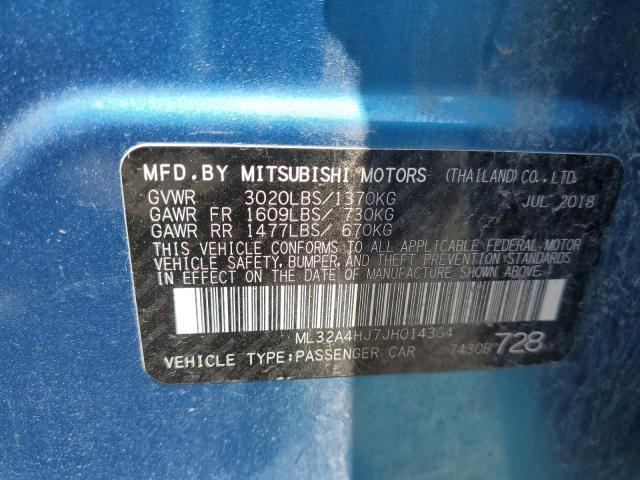 MFD.BY MITSUBISHI MOTORS (THAILAND)CO.,LTD.
GVWR 3020LBS/1370KG JUL 2018
GAWR FR 1609LBS/ 730KG
GAWR RR 1477LBS/ 670KG
THIS VEHICLE CONFORMS TO ALL APPLICABLE FEDERAL MOTOR
VEHICLE SAFETY,BUMPER,AND THEFT PREVENTION STANDARDS
IN EFFECT ON THE DATE OF MANUFACTURE SHOWN ABOVE.
ML32A4HJ7JH014364
VEHICLE TYPE:PASSENGER CAR 7430B 728